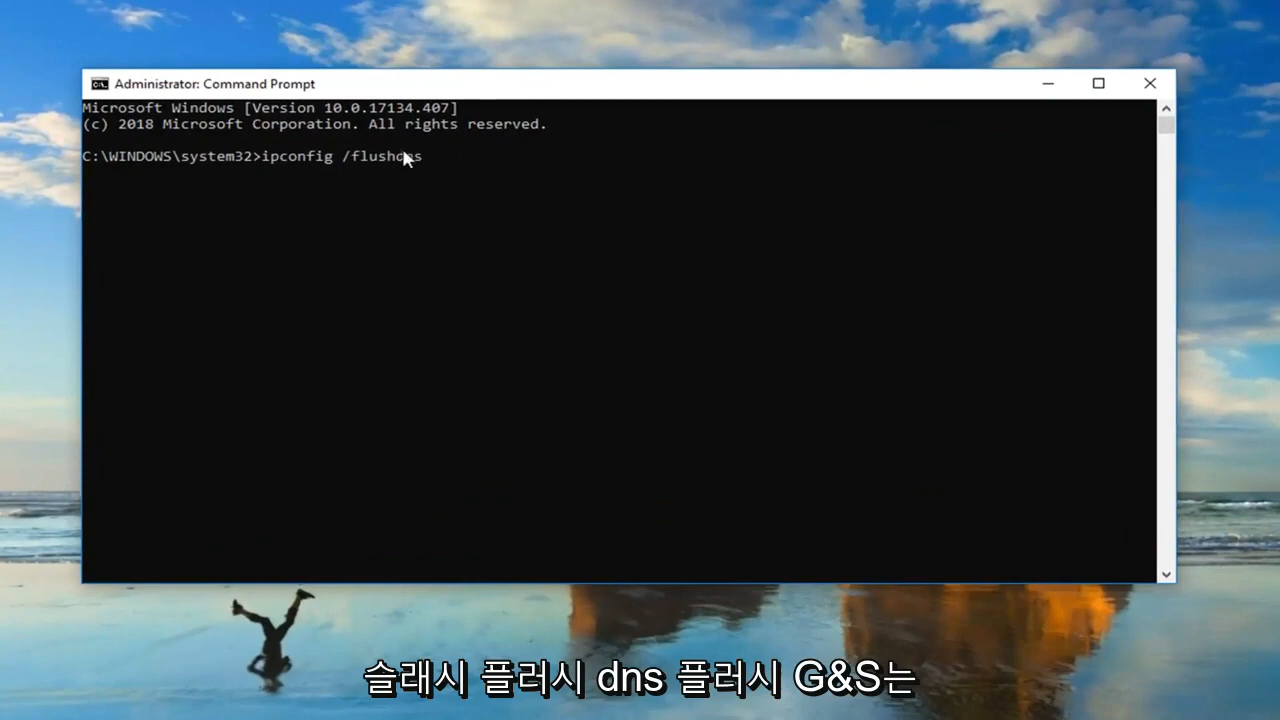 Administrator: Command Prompt
Microsoft Windows [Version 10.0.17134.407]
(c) 2018 Microsoft Corporation. All rights reserved.
C:\WINDOWS\system32>ipconfig /flushdns
슬래시 플러시 dns 플러시 G&S는